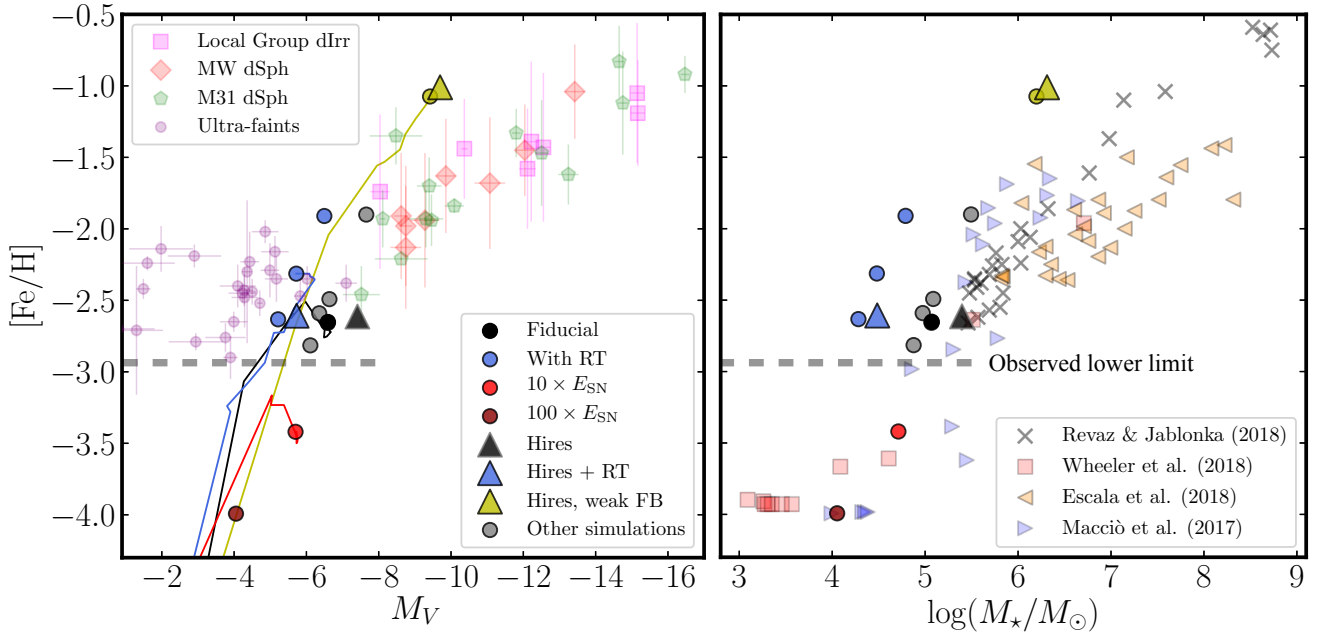 −0.5
−1.0
−1.5
−2.0
−2.5
−3.0
−3.5
−4.0
[Fe/H]
Local Group dIrr
MW dSph
M31 dSph
Ultra-faints
Fiducial
With RT
10 × E_SN
100 × E_SN
Hires
Hires + RT
Hires, weak FB
Other simulations
−2 −4 −6 −8 −10 −12 −14 −16
M_V
Observed lower limit
Revaz & Jablonka (2018)
Wheeler et al. (2018)
Escala et al. (2018)
Macciò et al. (2017)
3 4 5 6 7 8 9
log(M⋆/M⊙)